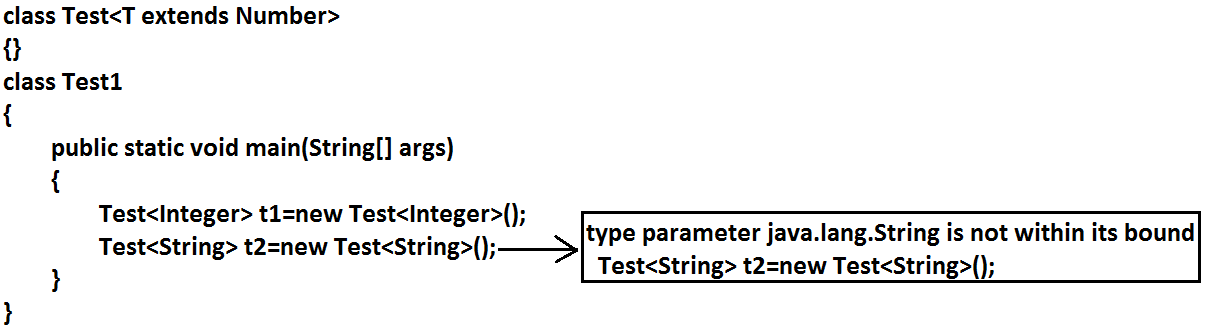 class Test<T extends Number>
{}
class Test1
{
public static void main(String[] args)
{
Test<Integer> t1=new Test<Integer>();
Test<String> t2=new Test<String>();
type parameter java.lang.String is not within its bound
Test<String> t2=new Test<String>();
}
}